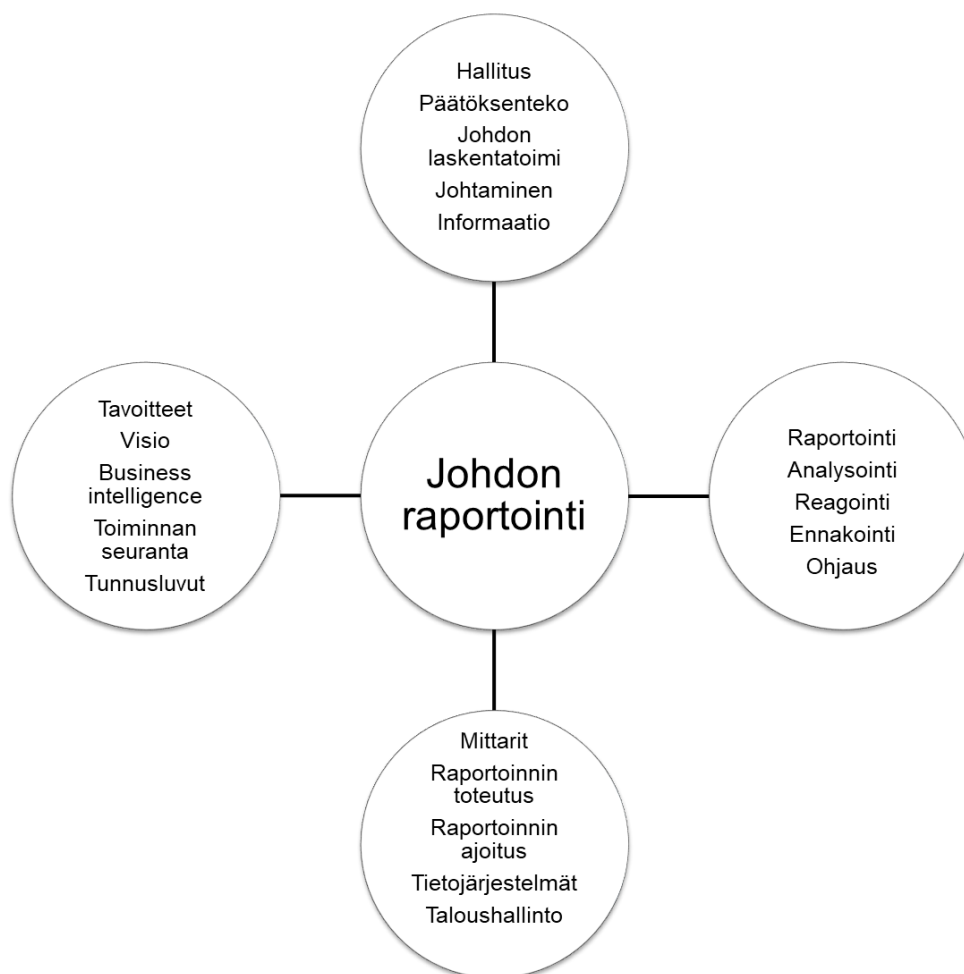 Hallitus
Päätöksenteko
Johdon
laskentatoimi
Johtaminen
Informaatio
Tavoitteet
Visio
Business
intelligence
Toiminnan
seuranta
Tunnusluvut
Johdon
raportointi
Raportointi
Analysointi
Reagointi
Ennakointi
Ohjaus
Mittarit
Raportoinnin
toteutus
Raportoinnin
ajoitus
Tietojärjestelmät
Taloushallinto